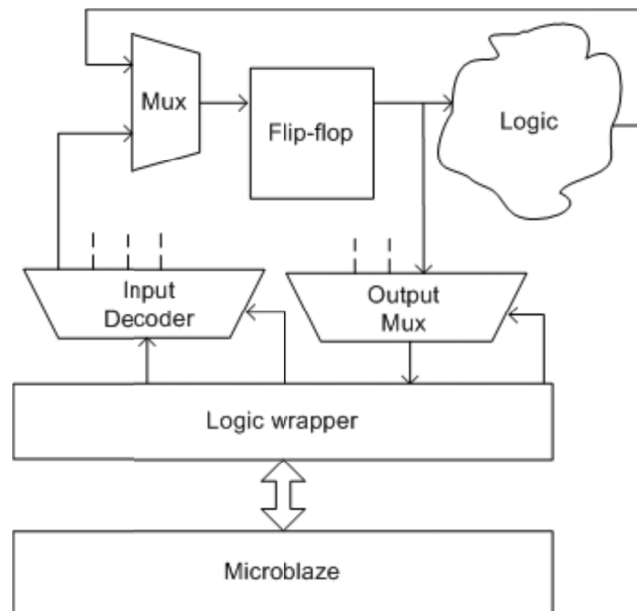 Mux
Flip-flop
Logic
Input
Decoder
Output
Mux
Logic wrapper
Microblaze